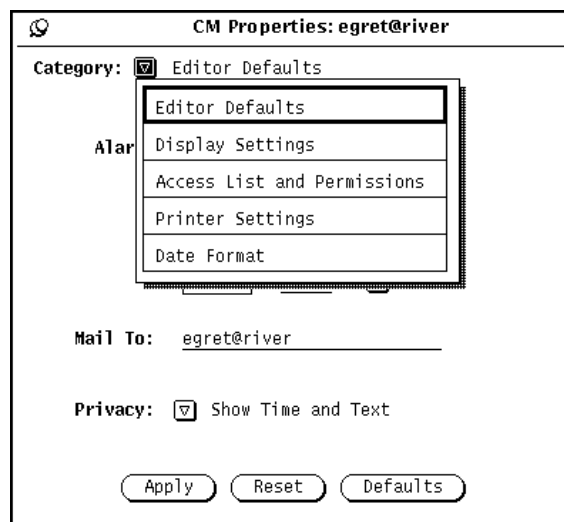 CM Properties: egret@river
Category: Editor Defaults
Editor Defaults
Display Settings
Access List and Permissions
Printer Settings
Date Format
Alar
Mail To: egret@river
Privacy: Show Time and Text
Apply Reset Defaults